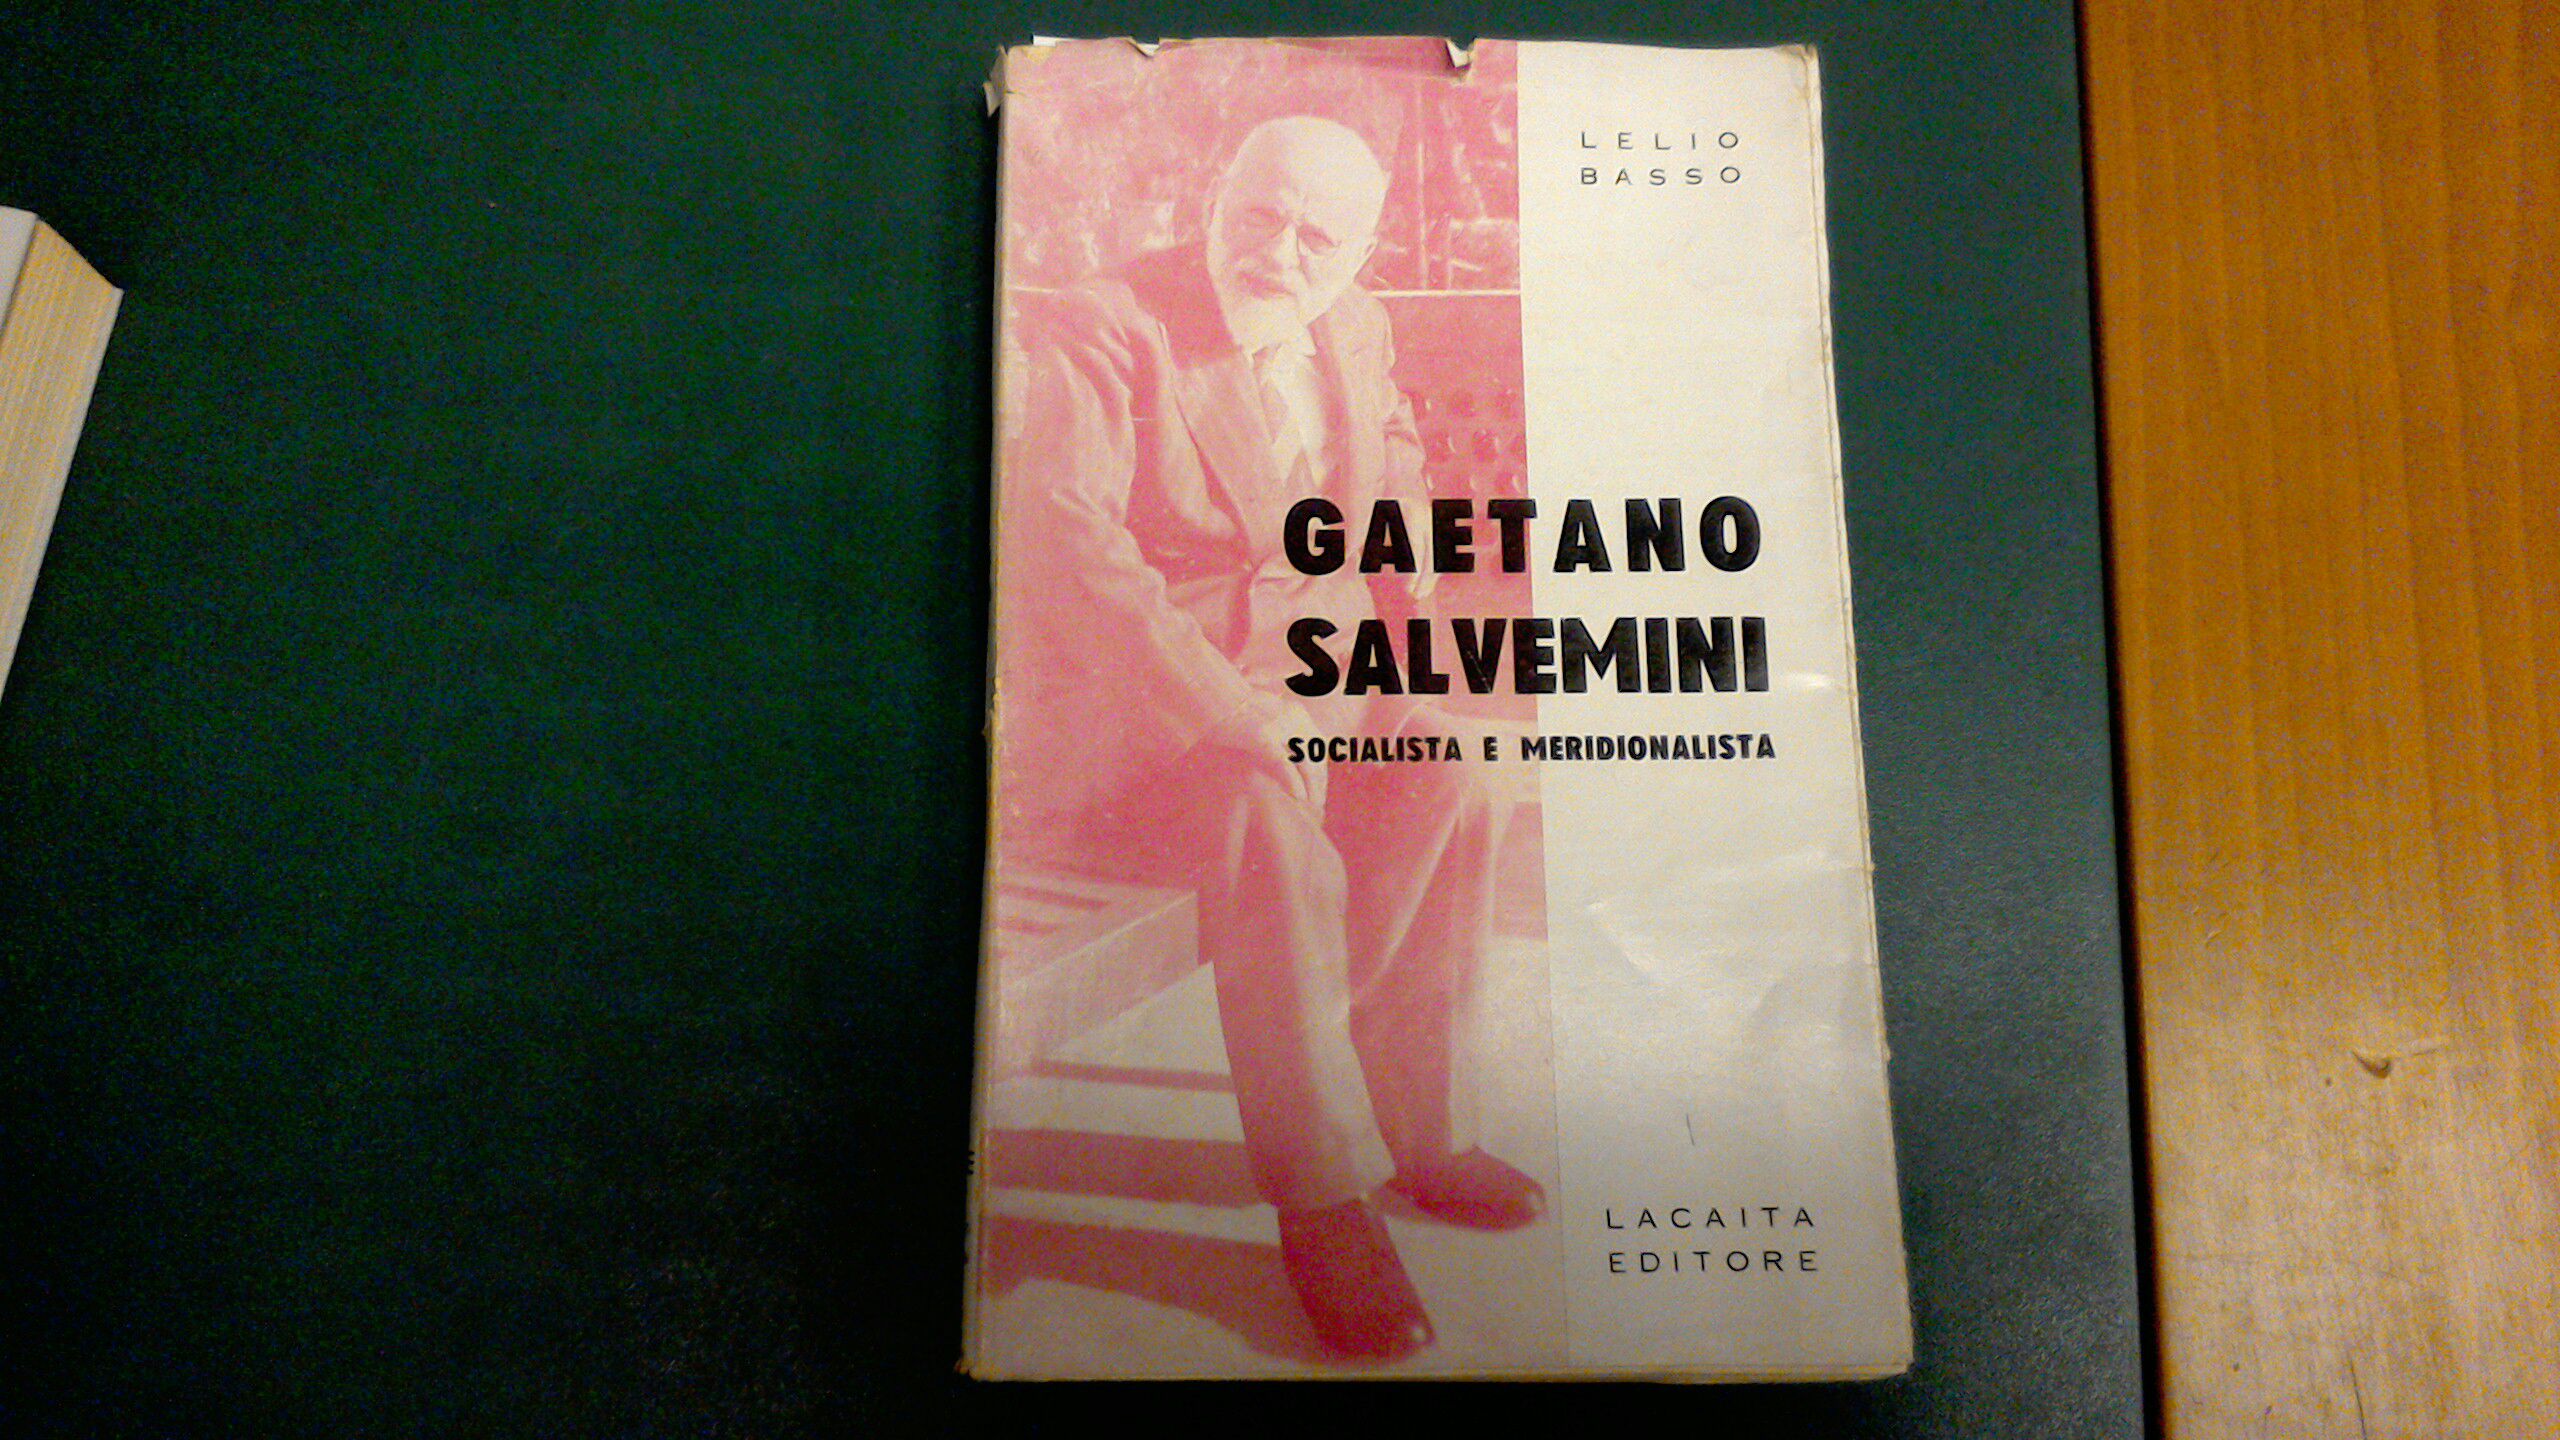 LELIO
BASSO
GAETANO
SALVEMINI
SOCIALISTA E MERIDIONALISTA
LACAITA
EDITORE